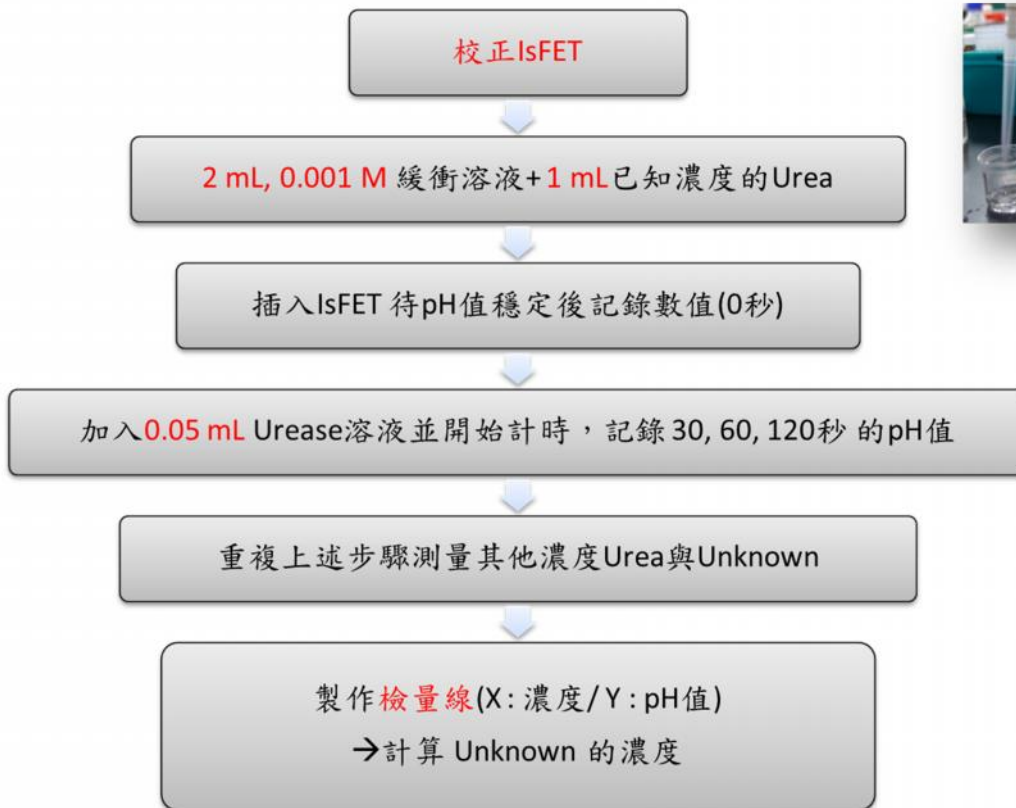 校正IsFET
2 mL, 0.001 M 緩衝溶液+1 mL已知濃度的Urea
插入IsFET 待pH值穩定後記錄數值(0秒)
加入0.05 mL Urease溶液並開始計時，記錄 30, 60, 120秒 的pH值
重複上述步驟測量其他濃度Urea與Unknown
製作檢量線(X : 濃度/ Y : pH值)
→計算 Unknown 的濃度